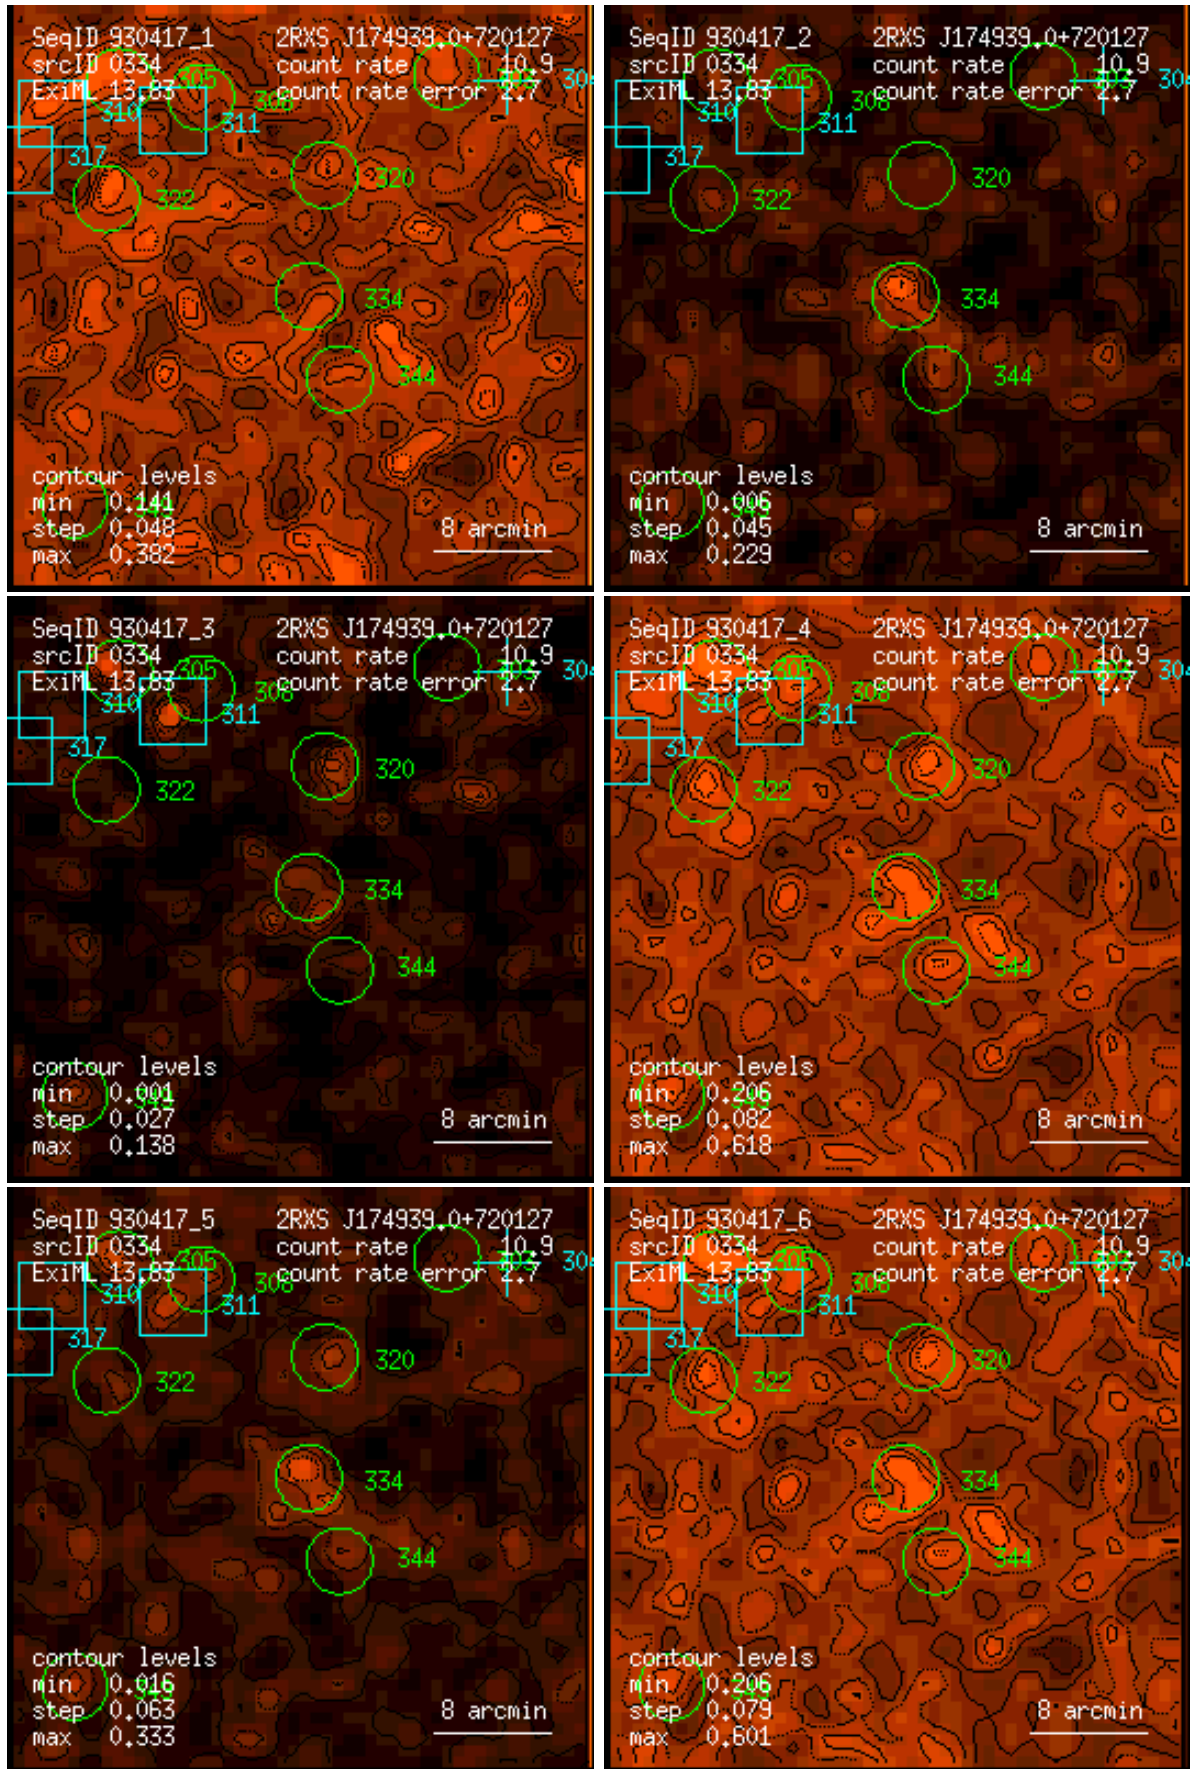 SeqID 930417_1 2RXS J174939.0+720127
srcID 0334 count rate 10.9
ExiML 13.83 count rate error 2.7
305
306
304
310
311
317
322
320
334
344
contour levels
min 0.141
step 0.048
max 0.382
8 arcmin
SeqID 930417_2 2RXS J174939.0+720127
srcID 0334 count rate 10.9
ExiML 13.83 count rate error 2.7
305
306
304
310
311
317
322
320
334
344
contour levels
min 0.006
step 0.045
max 0.229
8 arcmin
SeqID 930417_3 2RXS J174939.0+720127
srcID 0334 count rate 10.9
ExiML 13.83 count rate error 2.7
305
306
304
310
311
317
322
320
334
344
contour levels
min 0.001
step 0.027
max 0.138
8 arcmin
SeqID 930417_4 2RXS J174939.0+720127
srcID 0334 count rate 10.9
ExiML 13.83 count rate error 2.7
305
306
304
310
311
317
322
320
334
344
contour levels
min 0.206
step 0.082
max 0.618
8 arcmin
SeqID 930417_5 2RXS J174939.0+720127
srcID 0334 count rate 10.9
ExiML 13.83 count rate error 2.7
305
306
304
310
311
317
322
320
334
344
contour levels
min 0.016
step 0.063
max 0.333
8 arcmin
SeqID 930417_6 2RXS J174939.0+720127
srcID 0334 count rate 10.9
ExiML 13.83 count rate error 2.7
305
306
304
310
311
317
322
320
334
344
contour levels
min 0.206
step 0.079
max 0.601
8 arcmin